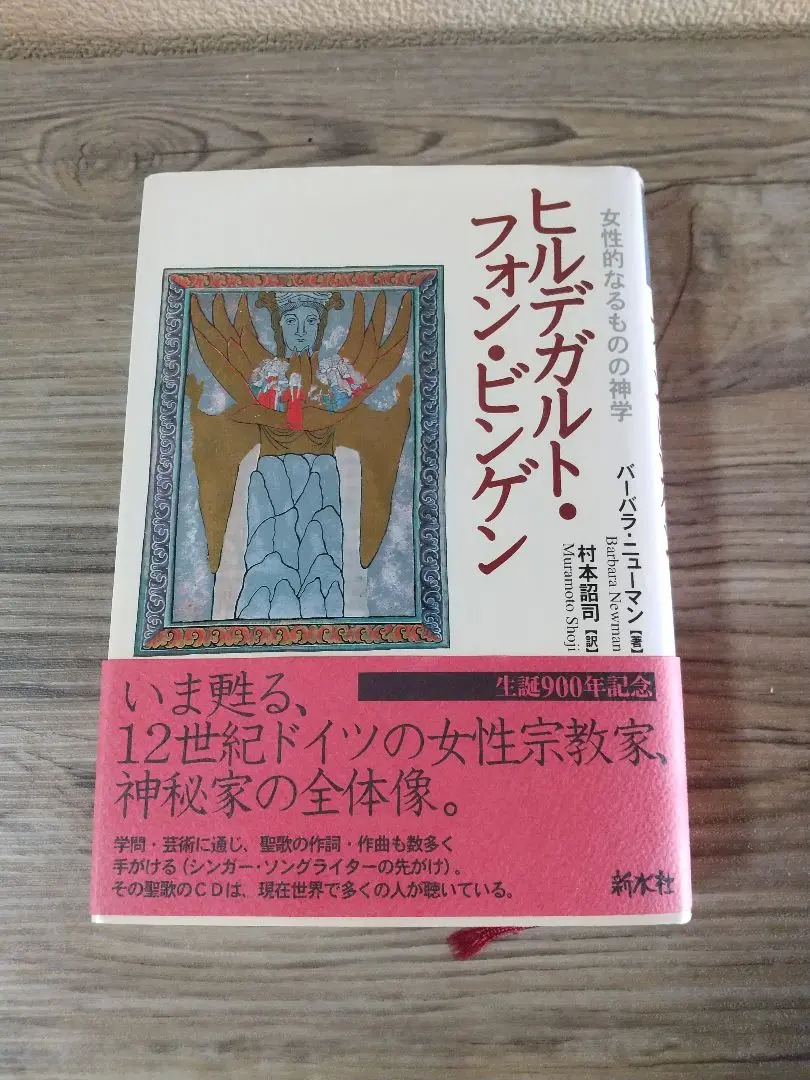 女性的なるものの神学
ヒルデガルト・
フォン・ビンゲン
バーバラ・ニューマン【著】
Barbara Newman
村本詔司【訳】
Muramoto Shoji
生誕900年記念
いま甦る、
12世紀ドイツの女性宗教家、
神秘家の全体像。
学問・芸術に通じ、聖歌の作詞・作曲も数多く
手がける(シンガー・ソングライターの先がけ)。
その聖歌のCDは、現在世界で多くの人が聴いている。
新水社